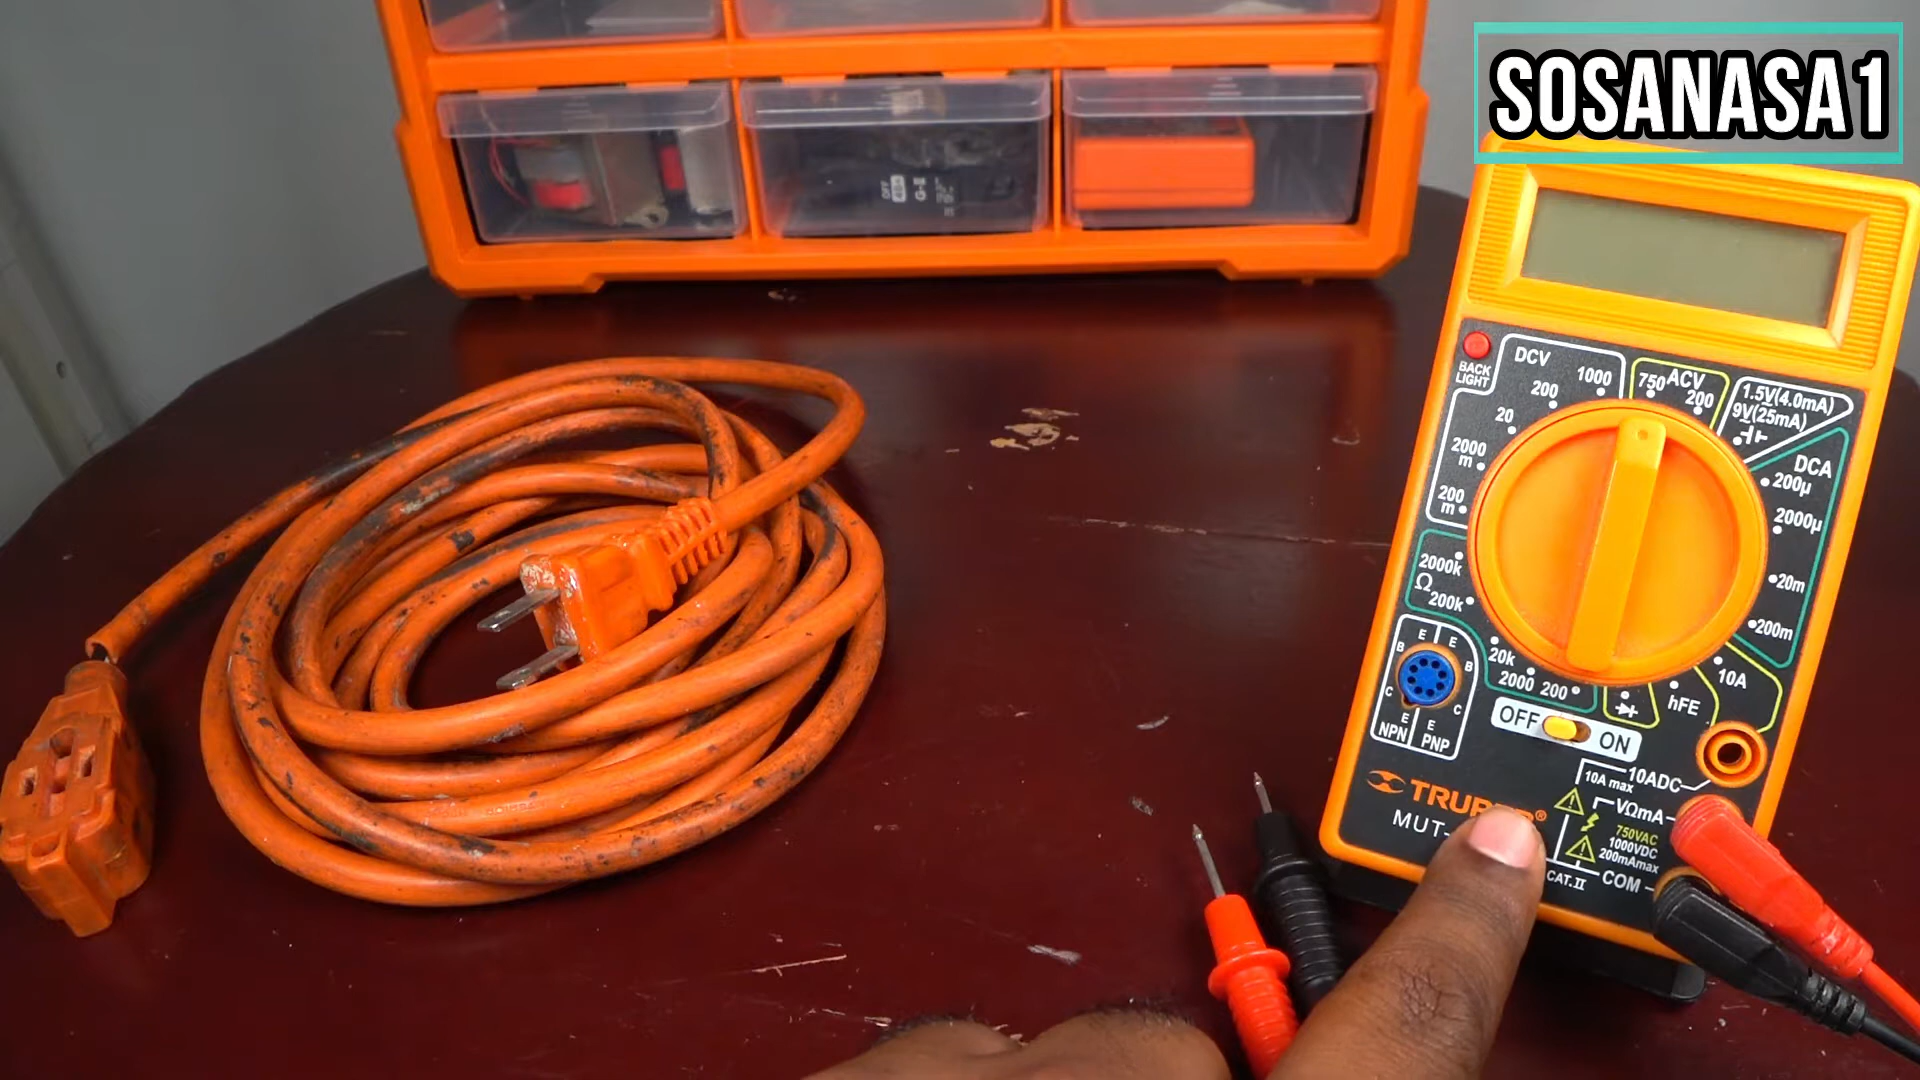 SOSANASA1
OFF
G-II
BACK
LIGHT
DCV
200
1000
20
2000
m
200
m
750
ACV
200
1.5V(4.0mA)
9V(25mA)
DCA
200µ
2000µ
20m
200m
2000k
Ω
200k
20k
2000
200
hFE
10A
OFF
ON
E
E
B
B
C
C
E
E
NPN
PNP
10ADC
10A max
VΩmA
750VAC
1000VDC
200mAmax
COM
CAT.II
MUT-